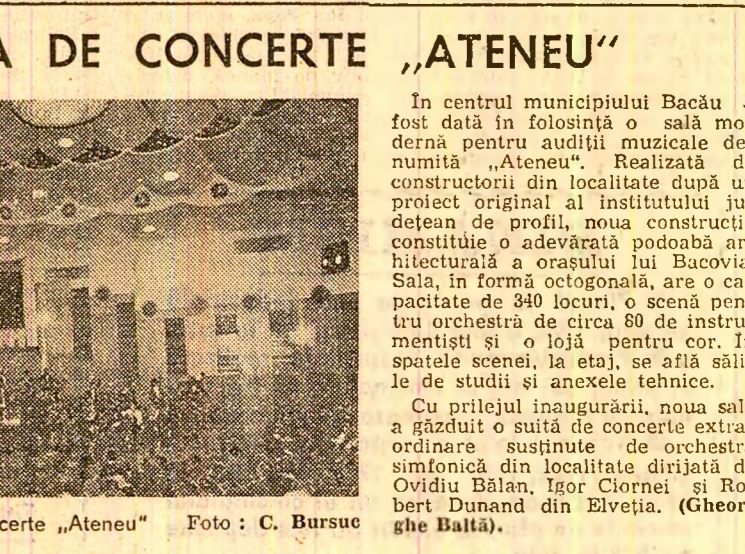 A DE CONCERTE „ATENEU“
În centrul municipiului Bacău
fost dată în folosință o sală mo
dernă pentru audiții muzicale de
numită „Ateneu“. Realizată d
constructorii din localitate după u
proiect original al institutului ju
dețean de profil, noua construcți
constituie o adevărată podoabă ar
hitecturală a orașului lui Bacovia
Sala, în formă octogonală, are o ca
pacitate de 340 locuri, o scenă pen
tru orchestră de circa 80 de instru
mentiști și o lojă pentru cor. Î
spatele scenei, la etaj, se află săli
le de studii și anexele tehnice.
Cu prilejul inaugurării, noua sal
a găzduit o suită de concerte extra
ordinare susținute de orchestr
simfonică din localitate dirijată d
Ovidiu Bălan, Igor Ciornei și Ro
bert Dunand din Elveția. (Gheor
ghe Baltă).
certe „Ateneu“ Foto : C. Bursuc